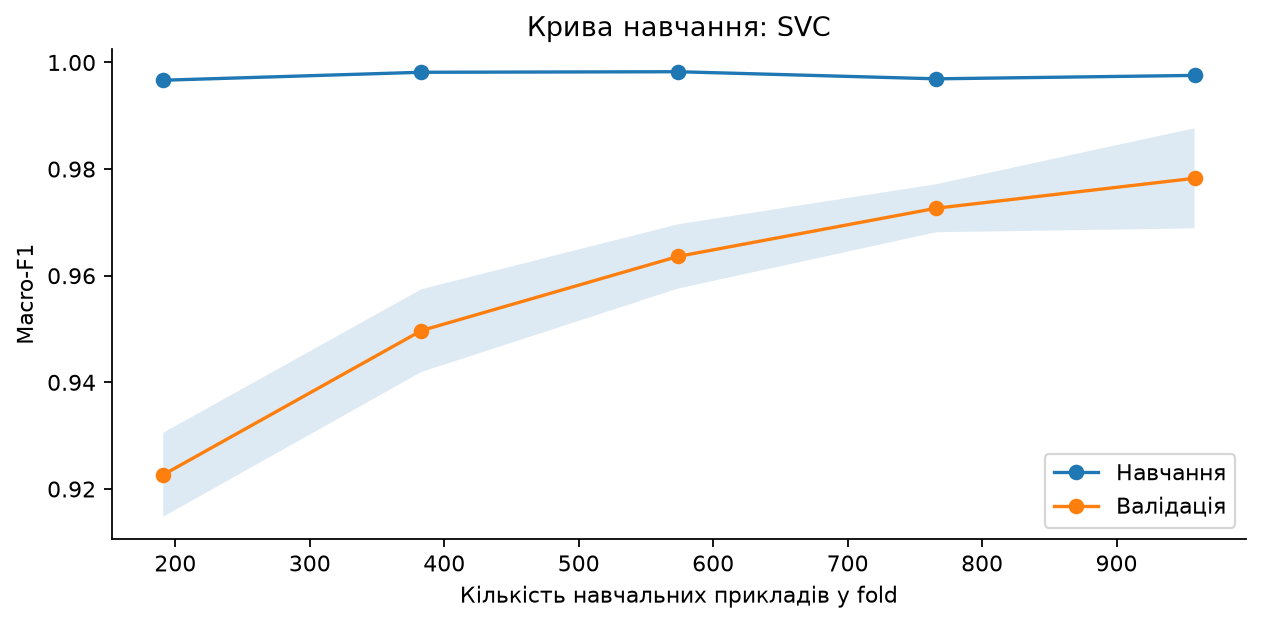 Крива навчання: SVC
Macro-F1
1.00
0.98
0.96
0.94
0.92
200 300 400 500 600 700 800 900
Кількість навчальних прикладів у fold
Навчання
Валідація